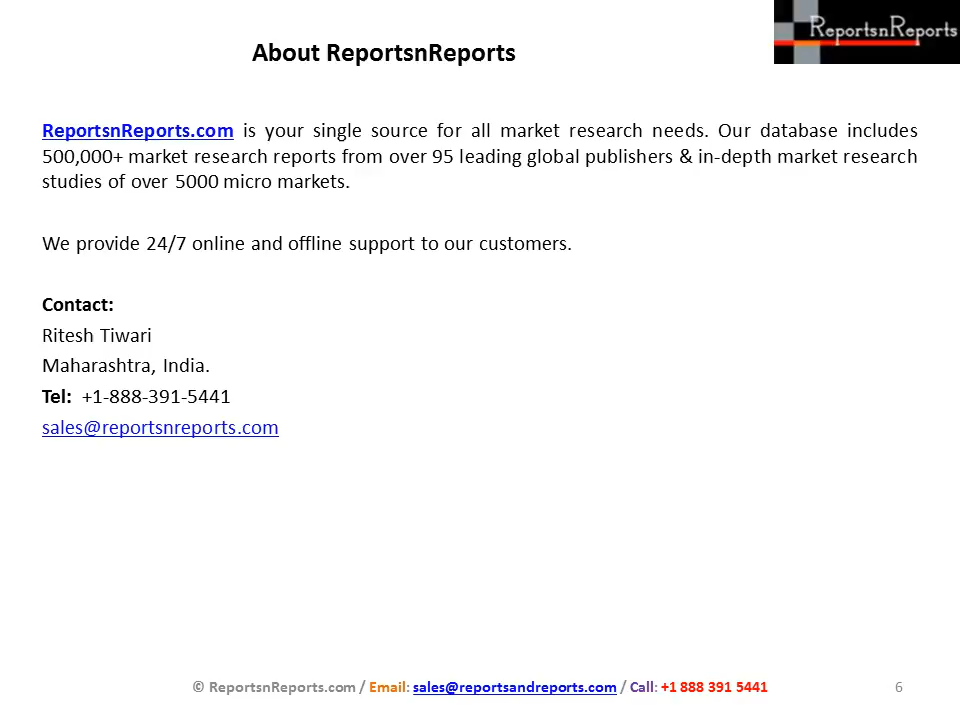 About ReportsnReports
ReportsnReports
ReportsnReports.com is your single source for all market research needs. Our database includes
500,000+ market research reports from over 95 leading global publishers & in-depth market research
studies of over 5000 micro markets.
We provide 24/7 online and offline support to our customers.
Contact:
Ritesh Tiwari
Maharashtra, India.
Tel: +1-888-391-5441
sales@reportsnreports.com
© ReportsnReports.com / Email: sales@reportsandreports.com / Call: +1 888 391 5441
6